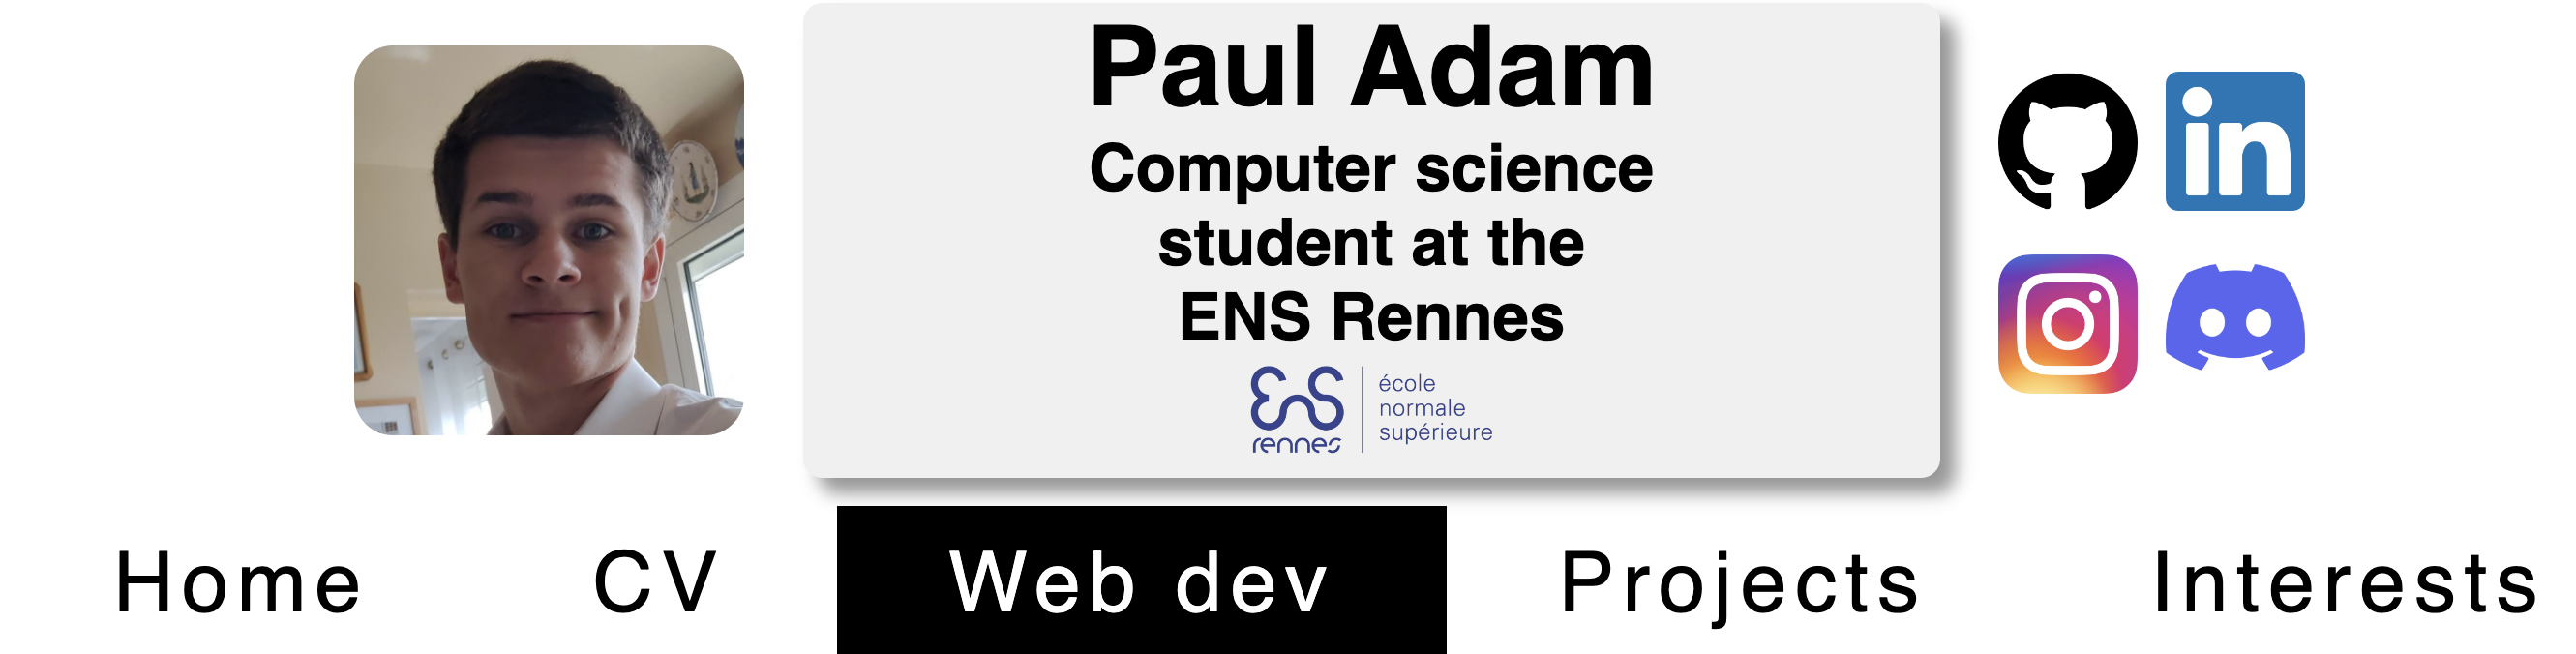 Paul Adam
Computer science
student at the
ENS Rennes
ENS
rennes
école
normale
supérieure
in
Home
CV
Web dev
Projects
Interests